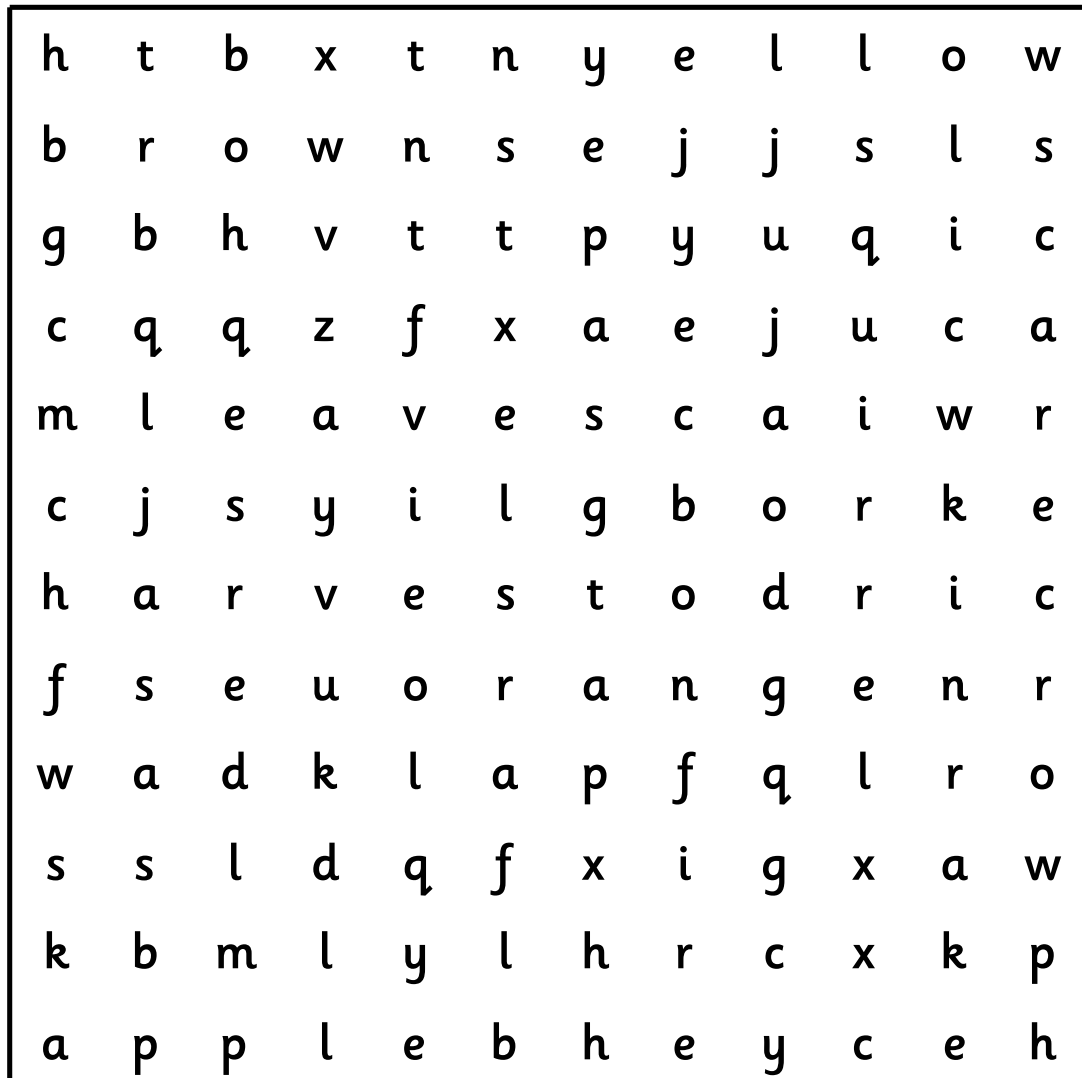 h t b x t n y e l l o w
b r o w n s e j j s l s
g b h v t t p y u q i c
c q q z f x a e j u c a
m l e a v e s c a i w r
c j s y i l g b o r k e
h a r v e s t o d r i c
f s e u o r a n g e n r
w a d k l a p f q l r o
s s l d q f x i g x a w
k b m l y l h r c x k p
a p p l e b h e y c e h